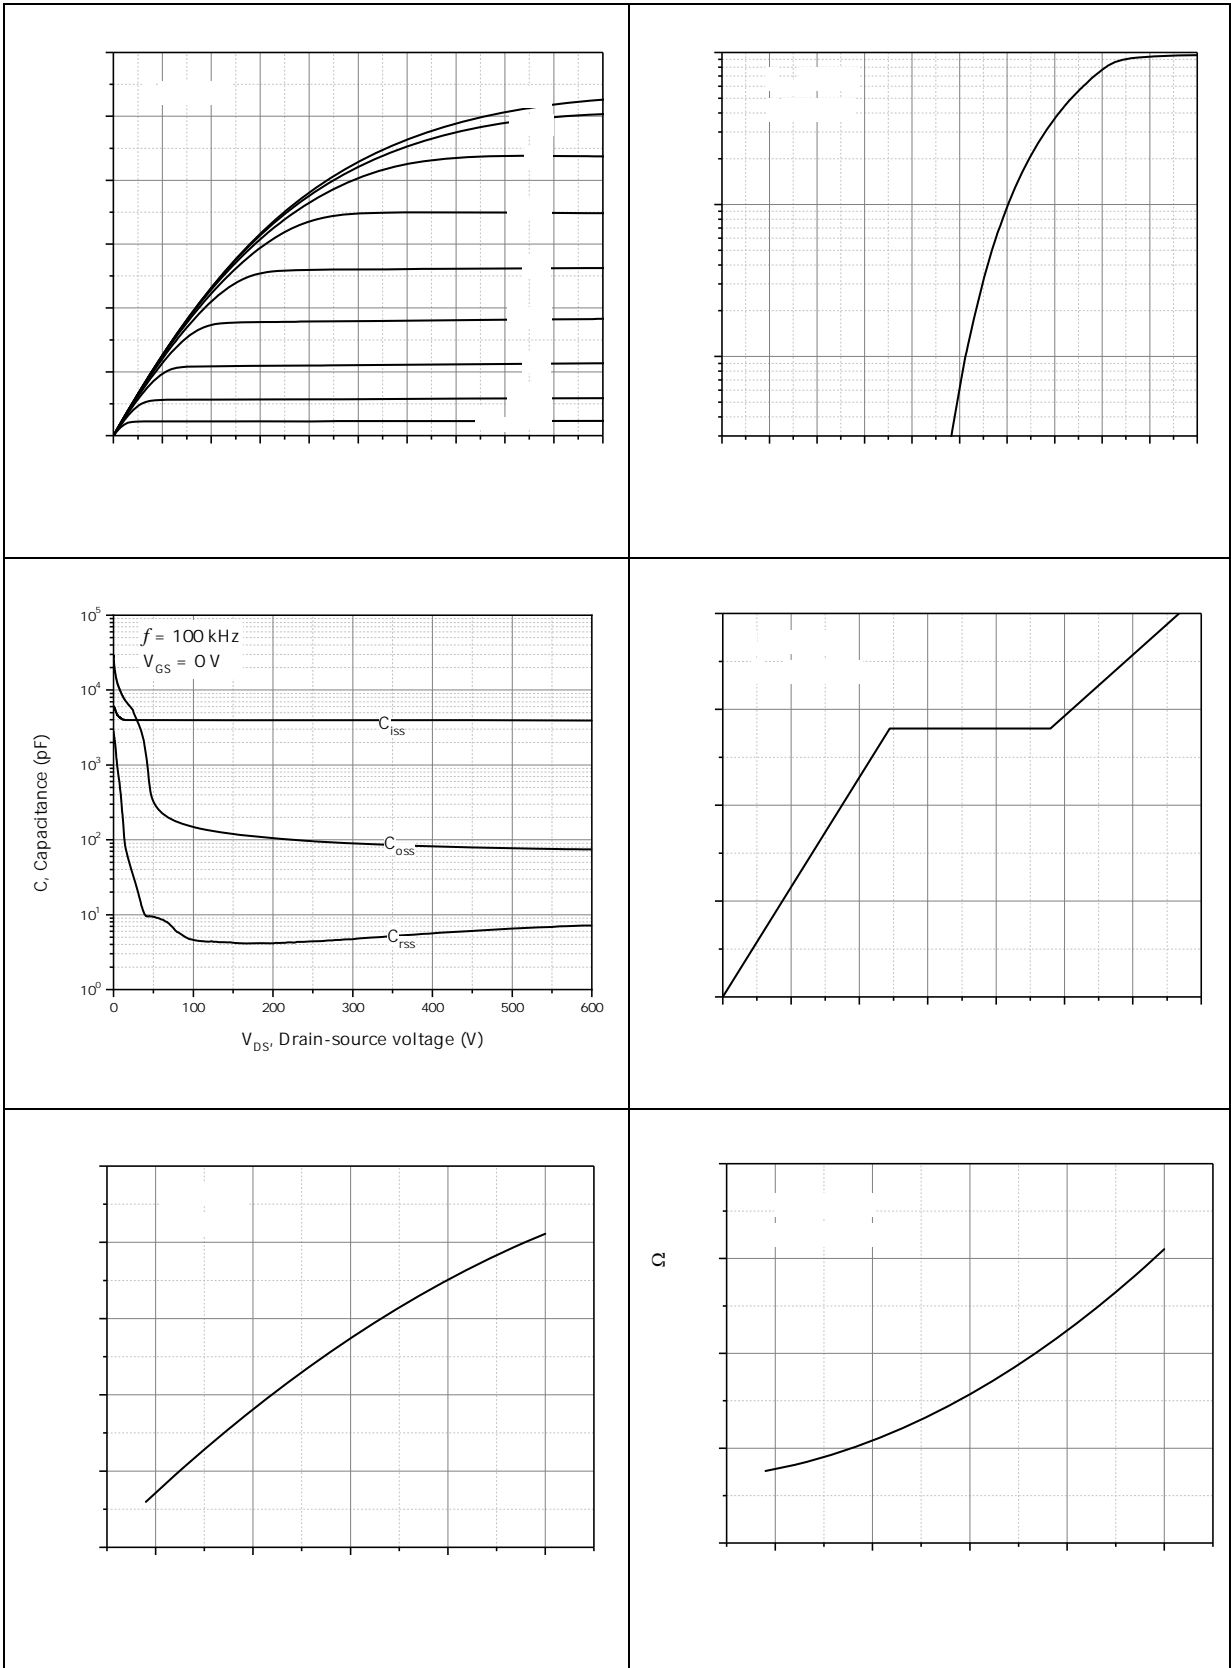 10⁵
f = 100 kHz
V_GS = 0 V
10⁴
C_iss
10³
C, Capacitance (pF)
10²
C_oss
10¹
C_rss
10⁰
0 100 200 300 400 500 600
V_DS, Drain-source voltage (V)
Ω